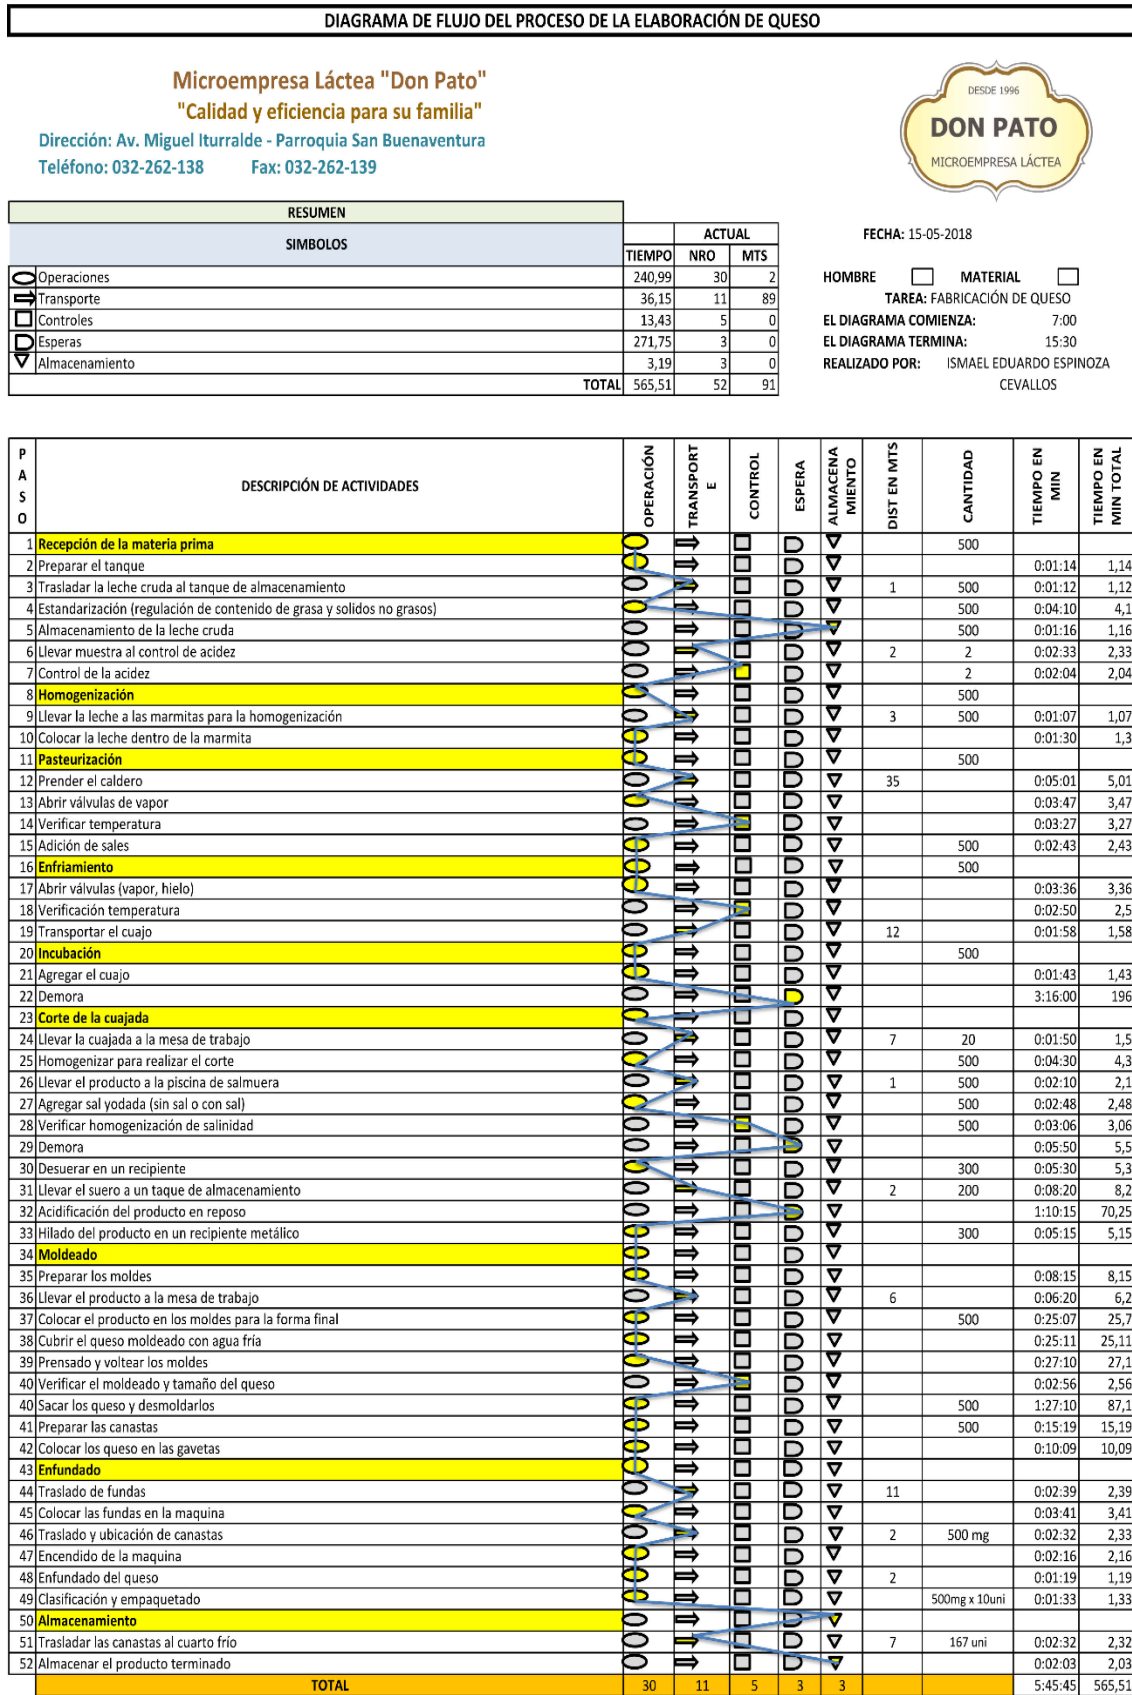 DIAGRAMA DE FLUJO DEL PROCESO DE LA ELABORACIÓN DE QUESO
Microempresa Láctea "Don Pato"
"Calidad y eficiencia para su familia"
Dirección: Av. Miguel Iturralde - Parroquia San Buenaventura
Teléfono: 032-262-138 Fax: 032-262-139
DESDE 1996
DON PATO
MICROEMPRESA LÁCTEA
RESUMEN
SIMBOLOS ACTUAL
TIEMPO NRO MTS
Operaciones 240,99 30 2
Transporte 36,15 11 89
Controles 13,43 5 0
Esperas 271,75 3 0
Almacenamiento 3,19 3 0
TOTAL 565,51 52 91
FECHA: 15-05-2018
HOMBRE MATERIAL
TAREA: FABRICACIÓN DE QUESO
EL DIAGRAMA COMIENZA: 7:00
EL DIAGRAMA TERMINA: 15:30
REALIZADO POR: ISMAEL EDUARDO ESPINOZA
CEVALLOS
PASO DESCRIPCIÓN DE ACTIVIDADES OPERACIÓN TRANSPORTE CONTROL ESPERA ALMACENAMIENTO DIST EN MTS CANTIDAD TIEMPO EN MIN TIEMPO EN MIN TOTAL
1 Recepción de la materia prima 500
2 Preparar el tanque 0:01:14 1,14
3 Trasladar la leche cruda al tanque de almacenamiento 1 500 0:01:12 1,12
4 Estandarización (regulación de contenido de grasa y solidos no grasos) 500 0:04:10 4,1
5 Almacenamiento de la leche cruda 500 0:01:16 1,16
6 Llevar muestra al control de acidez 2 2 0:02:33 2,33
7 Control de la acidez 2 0:02:04 2,04
8 Homogenización 500
9 Llevar la leche a las marmitas para la homogenización 3 500 0:01:07 1,07
10 Colocar la leche dentro de la marmita 0:01:30 1,3
11 Pasteurización 500
12 Prender el caldero 35 0:05:01 5,01
13 Abrir válvulas de vapor 0:03:47 3,47
14 Verificar temperatura 0:03:27 3,27
15 Adición de sales 500 0:02:43 2,43
16 Enfriamiento 500
17 Abrir válvulas (vapor, hielo) 0:03:36 3,36
18 Verificación temperatura 0:02:50 2,5
19 Transportar el cuajo 12 0:01:58 1,58
20 Incubación 500
21 Agregar el cuajo 0:01:43 1,43
22 Demora 3:16:00 196
23 Corte de la cuajada
24 Llevar la cuajada a la mesa de trabajo 7 20 0:01:50 1,5
25 Homogenizar para realizar el corte 500 0:04:30 4,3
26 Llevar el producto a la piscina de salmuera 1 500 0:02:10 2,1
27 Agregar sal yodada (sin sal o con sal) 500 0:02:48 2,48
28 Verificar homogenización de salinidad 500 0:03:06 3,06
29 Demora 0:05:50 5,5
30 Desuerar en un recipiente 300 0:05:30 5,3
31 Llevar el suero a un taque de almacenamiento 2 200 0:08:20 8,2
32 Acidificación del producto en reposo 1:10:15 70,25
33 Hilado del producto en un recipiente metálico 300 0:05:15 5,15
34 Moldeado
35 Preparar los moldes 0:08:15 8,15
36 Llevar el producto a la mesa de trabajo 6 0:06:20 6,2
37 Colocar el producto en los moldes para la forma final 500 0:25:07 25,7
38 Cubrir el queso moldeado con agua fría 0:25:11 25,11
39 Prensado y voltear los moldes 0:27:10 27,1
40 Verificar el moldeado y tamaño del queso 0:02:56 2,56
40 Sacar los queso y desmoldarlos 500 1:27:10 87,1
41 Preparar las canastas 500 0:15:19 15,19
42 Colocar los queso en las gavetas 0:10:09 10,09
43 Enfundado
44 Traslado de fundas 11 0:02:39 2,39
45 Colocar las fundas en la maquina 0:03:41 3,41
46 Traslado y ubicación de canastas 2 500 mg 0:02:32 2,33
47 Encendido de la maquina 0:02:16 2,16
48 Enfundado del queso 2 0:01:19 1,19
49 Clasificación y empaquetado 500mg x 10uni 0:01:33 1,33
50 Almacenamiento
51 Trasladar las canastas al cuarto frío 7 167 uni 0:02:32 2,32
52 Almacenar el producto terminado 0:02:03 2,03
TOTAL 30 11 5 3 3 5:45:45 565,51